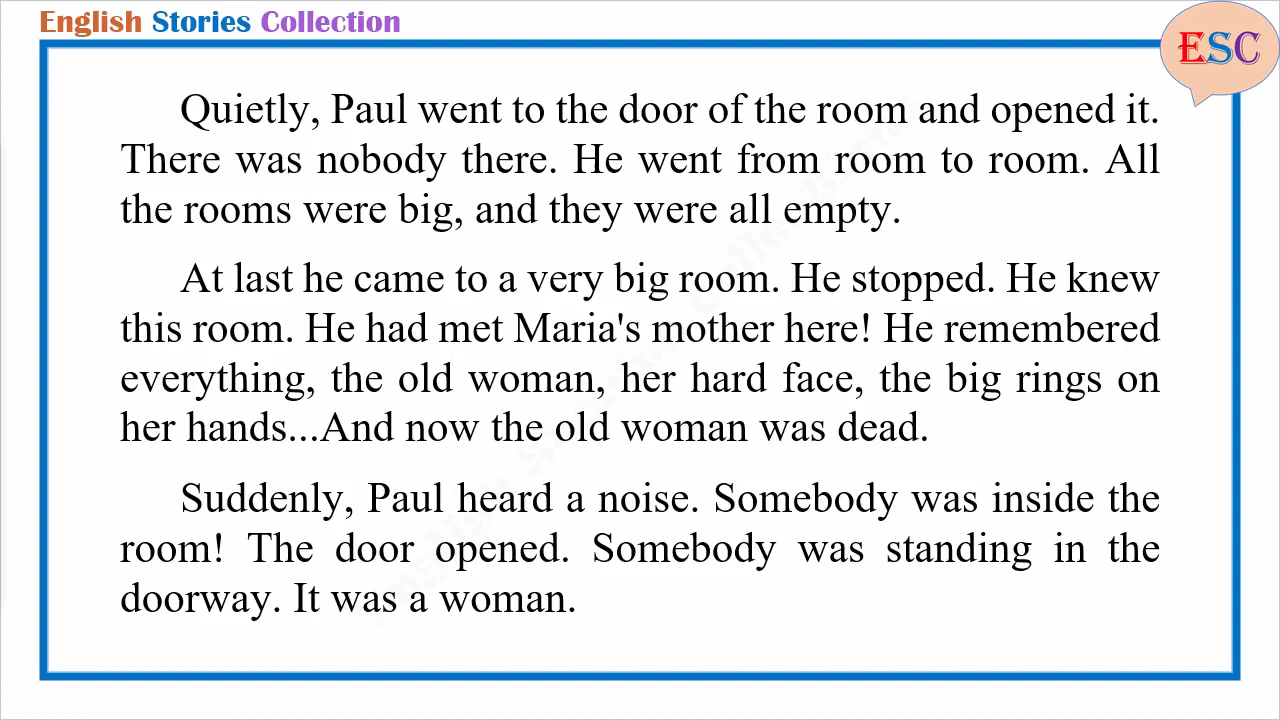 English Stories Collection
ESC
Quietly, Paul went to the door of the room and opened it.
There was nobody there. He went from room to room. All
the rooms were big, and they were all empty.
At last he came to a very big room. He stopped. He knew
this room. He had met Maria's mother here! He remembered
everything, the old woman, her hard face, the big rings on
her hands...And now the old woman was dead.
Suddenly, Paul heard a noise. Somebody was inside the
room! The door opened. Somebody was standing in the
doorway. It was a woman.